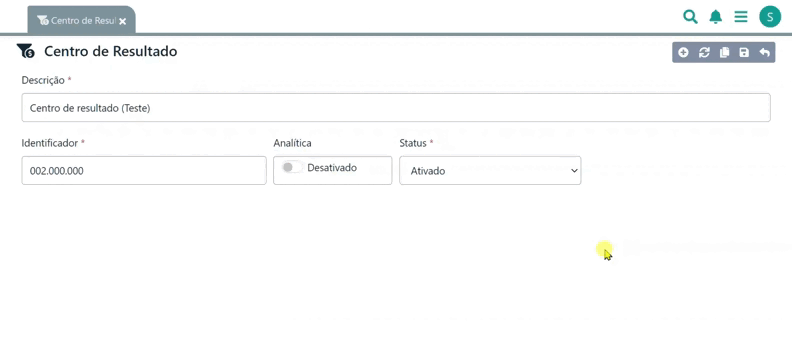 Centro de Resul
S
Centro de Resultado
Descrição *
Centro de resultado (Teste)
Identificador * Analítica Status *
002.000.000 Desativado Ativado